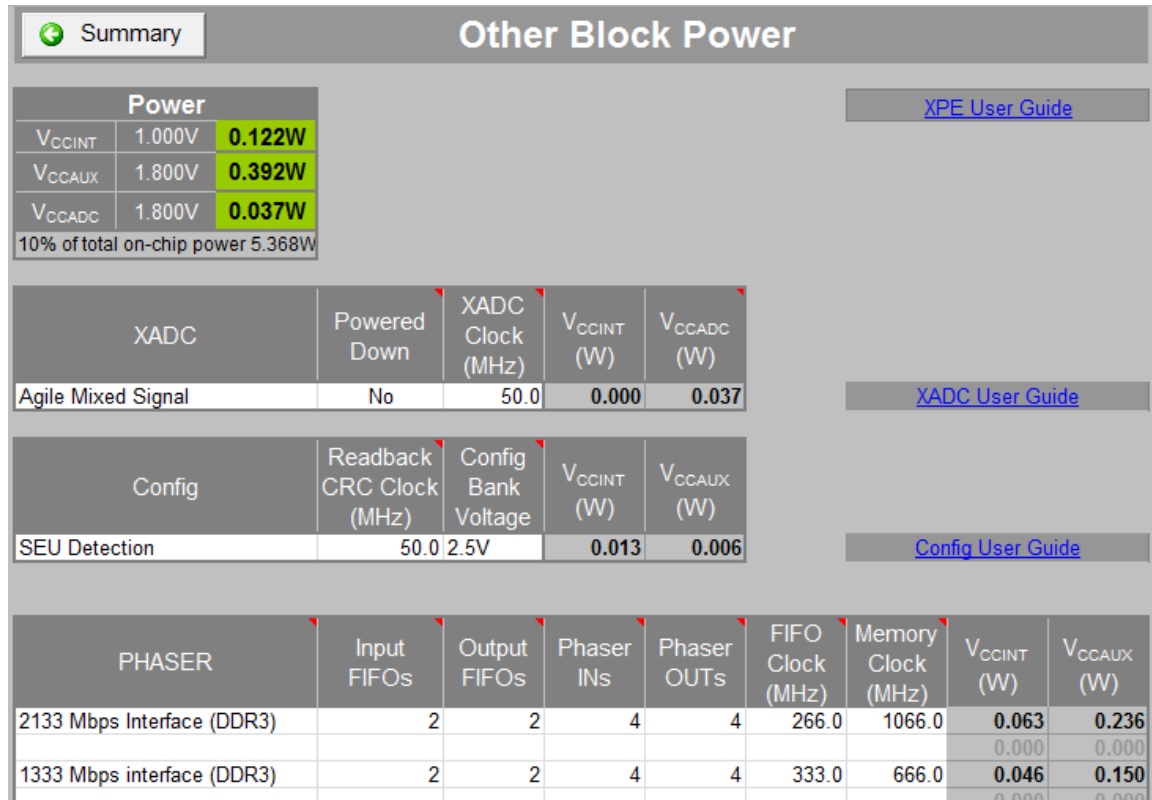 Summary
Other Block Power
Power
XPE User Guide
VCCINT 1.000V 0.122W
VCCAUX 1.800V 0.392W
VCCADC 1.800V 0.037W
10% of total on-chip power 5.368W
XADC Powered Down XADC Clock (MHz) VCCINT (W) VCCADC (W)
Agile Mixed Signal No 50.0 0.000 0.037
XADC User Guide
Config Readback CRC Clock (MHz) Config Bank Voltage VCCINT (W) VCCAUX (W)
SEU Detection 50.0 2.5V 0.013 0.006
Config User Guide
PHASER Input FIFOs Output FIFOs Phaser INs Phaser OUTs FIFO Clock (MHz) Memory Clock (MHz) VCCINT (W) VCCAUX (W)
2133 Mbps Interface (DDR3) 2 2 4 4 266.0 1066.0 0.063 0.236
0.000 0.000
1333 Mbps interface (DDR3) 2 2 4 4 333.0 666.0 0.046 0.150
0.000 0.000